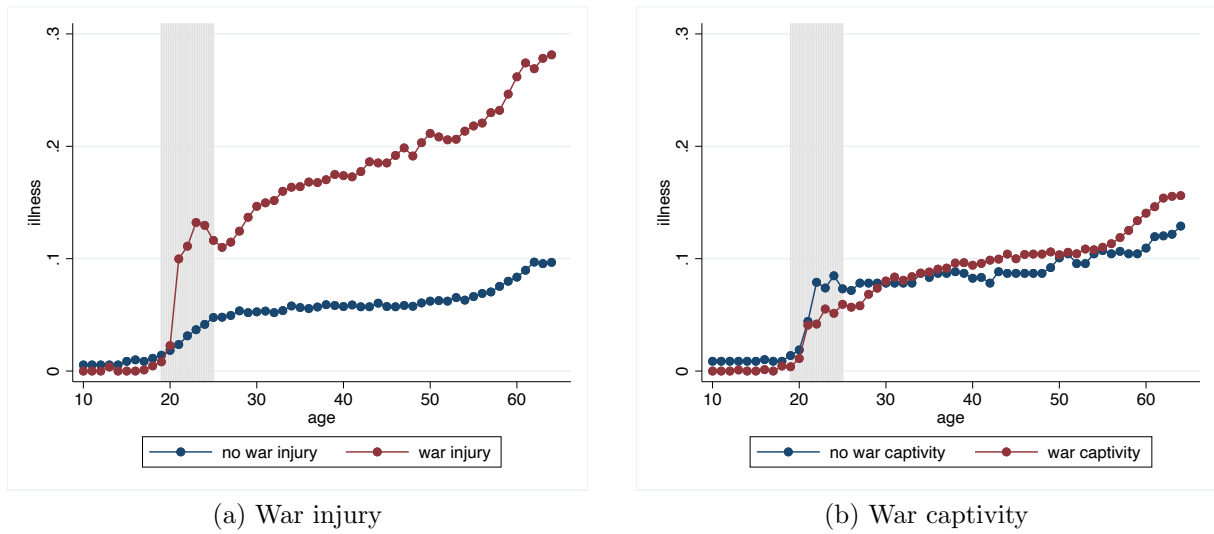 .3
.2
.1
0
illness
10 20 30 40 50 60
age
no war injury war injury
(a) War injury
.3
.2
.1
0
illness
10 20 30 40 50 60
age
no war captivity war captivity
(b) War captivity